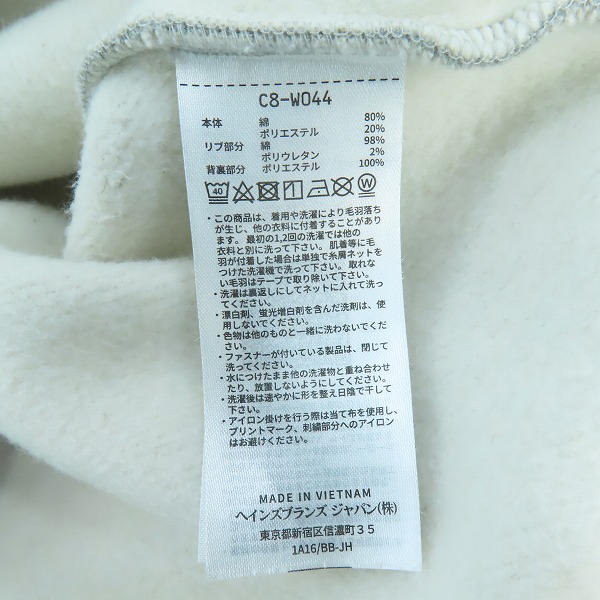 C8-W044
本体 綿 80%
ポリエステル 20%
リブ部分 綿 98%
ポリウレタン 2%
背裏部分 ポリエステル 100%
40 W
・この商品は、着用や洗濯により毛羽落ち
が生じ、他の衣料に付着することがあり
ます。 最初の1,2回の洗濯では他の
衣料と別に洗って下さい。 肌着等に毛
羽が付着した場合は単独で糸屑ネットを
つけた洗濯機で洗って下さい。 取れな
い毛羽はテープで取り除いて下さい。
・洗濯は裏返しにしてネットに入れて洗っ
てください。
・漂白剤、蛍光増白剤を含んだ洗剤は、使
用しないでください。
・色物は他のものと一緒に洗わないでくだ
さい。
・ファスナーが付いている製品は、閉じて
洗ってください。
・水につけたまま他の洗濯物と重ね合わせ
たり、放置しないようにしてください。
・洗濯後は速やかに形を整え日陰で干して
下さい。
・アイロン掛けを行う際は当て布を使用し、
プリントマーク、刺繍部分へのアイロン
はお避けください。
MADE IN VIETNAM
ヘインズブランズ ジャパン(株)
東京都新宿区信濃町３５
1A16/BB-JH